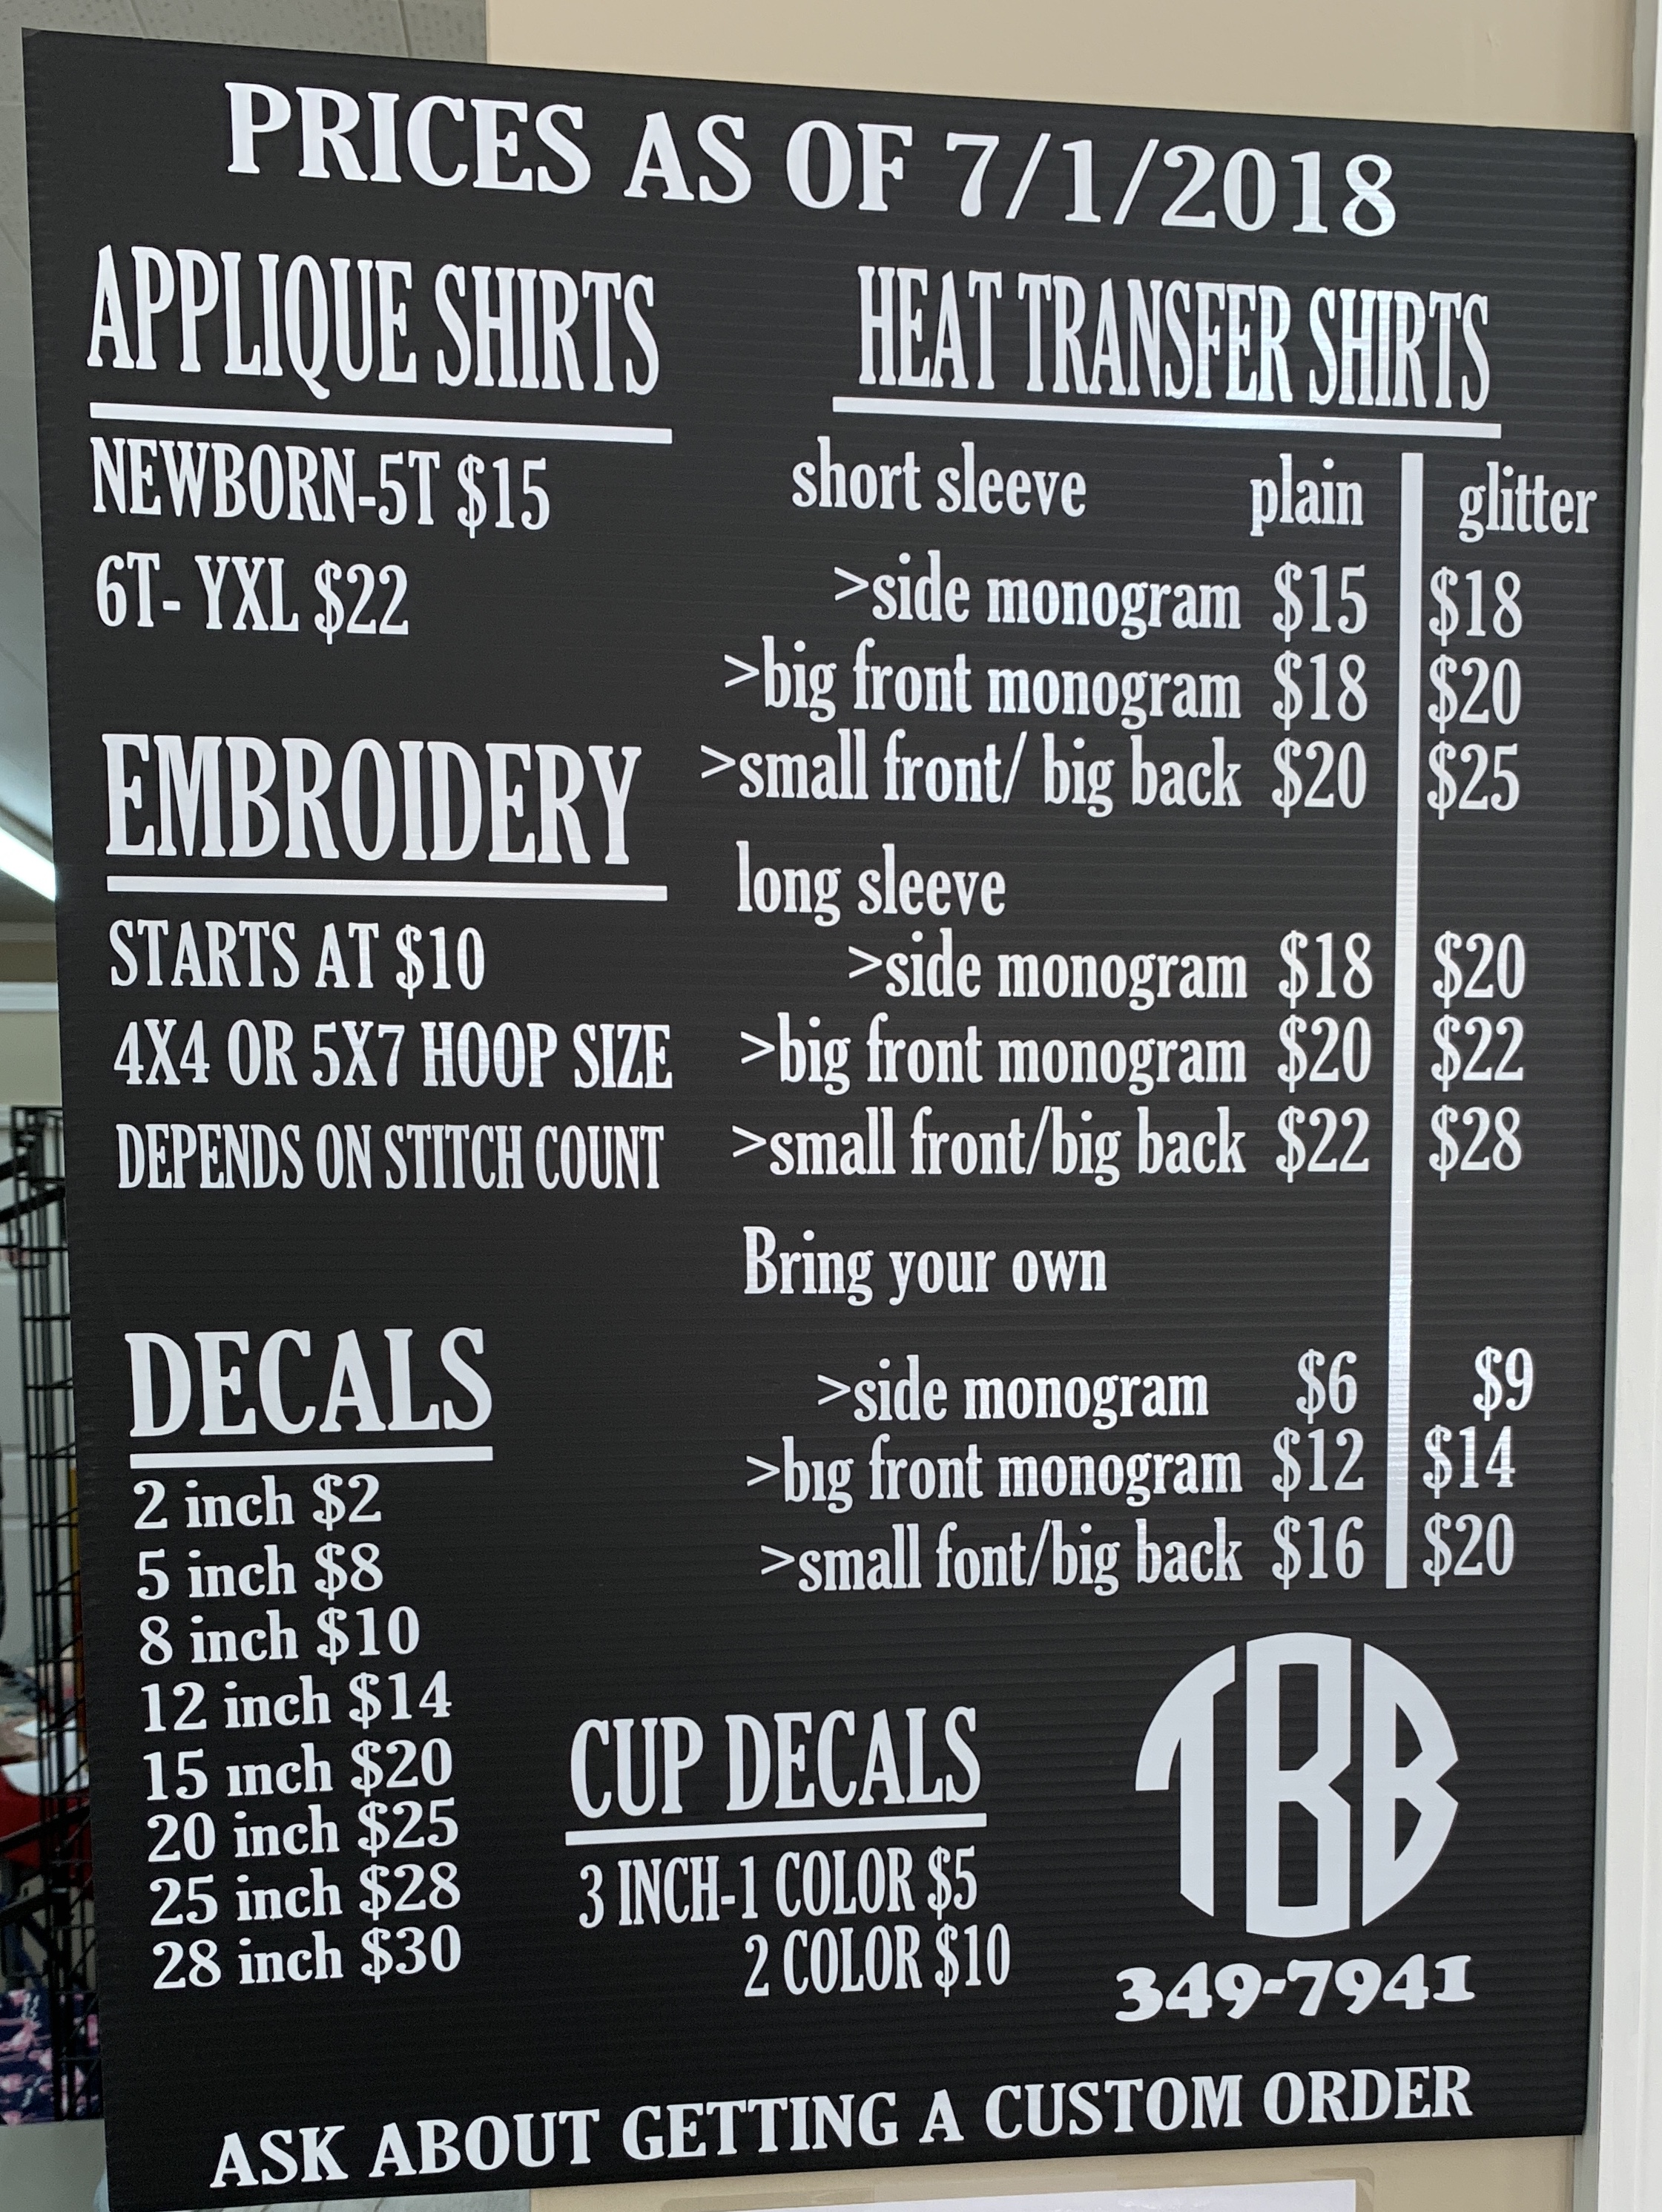 PRICES AS OF 7/1/2018
APPLIQUE SHIRTS
NEWBORN-5T $15
6T- YXL $22
EMBROIDERY
STARTS AT $10
4X4 OR 5X7 HOOP SIZE
DEPENDS ON STITCH COUNT
DECALS
2 inch $2
5 inch $8
8 inch $10
12 inch $14
15 inch $20
20 inch $25
25 inch $28
28 inch $30
HEAT TRANSFER SHIRTS
short sleeve plain glitter
>side monogram $15 $18
>big front monogram $18 $20
>small front/ big back $20 $25
long sleeve
>side monogram $18 $20
>big front monogram $20 $22
>small front/big back $22 $28
Bring your own
>side monogram $6 $9
>big front monogram $12 $14
>small font/big back $16 $20
CUP DECALS
3 INCH-1 COLOR $5
2 COLOR $10
TBB
349-7941
ASK ABOUT GETTING A CUSTOM ORDER